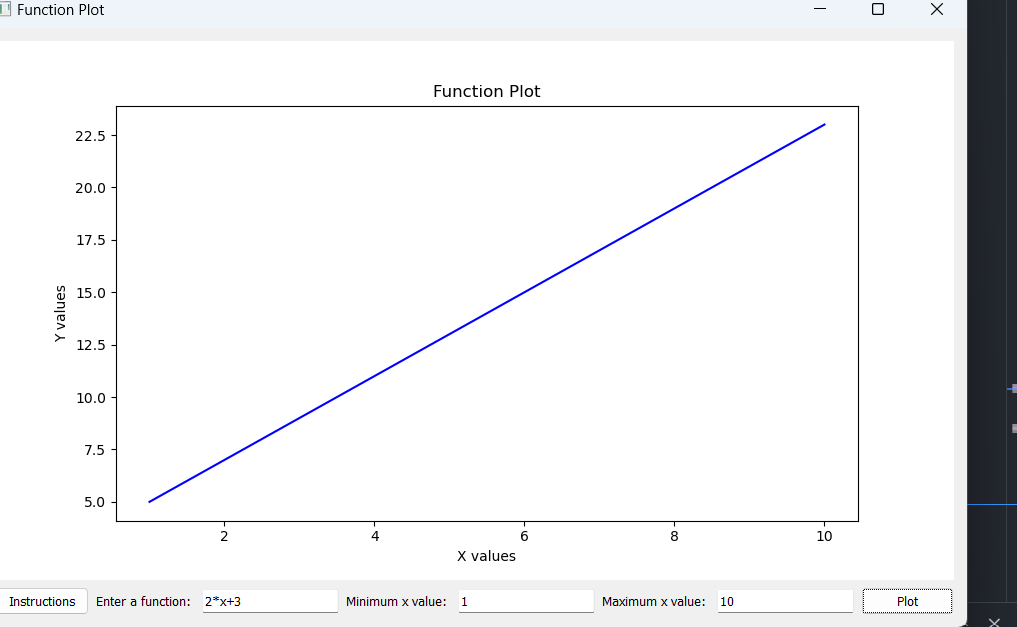 Function Plot
Function Plot
22.5
20.0
17.5
15.0
12.5
10.0
7.5
5.0
Y values
2 4 6 8 10
X values
Instructions Enter a function: 2*x+3 Minimum x value: 1 Maximum x value: 10 Plot